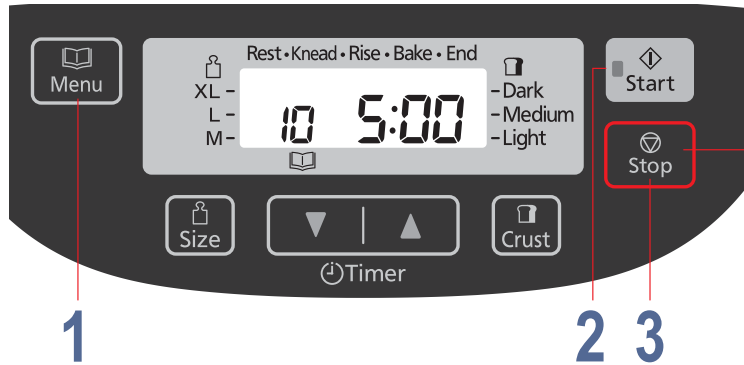 Menu
Rest • Knead • Rise • Bake • End
XL –
L –
M –
10
5:00
– Dark
– Medium
– Light
Start
Stop
Size
Timer
Crust
1
2
3